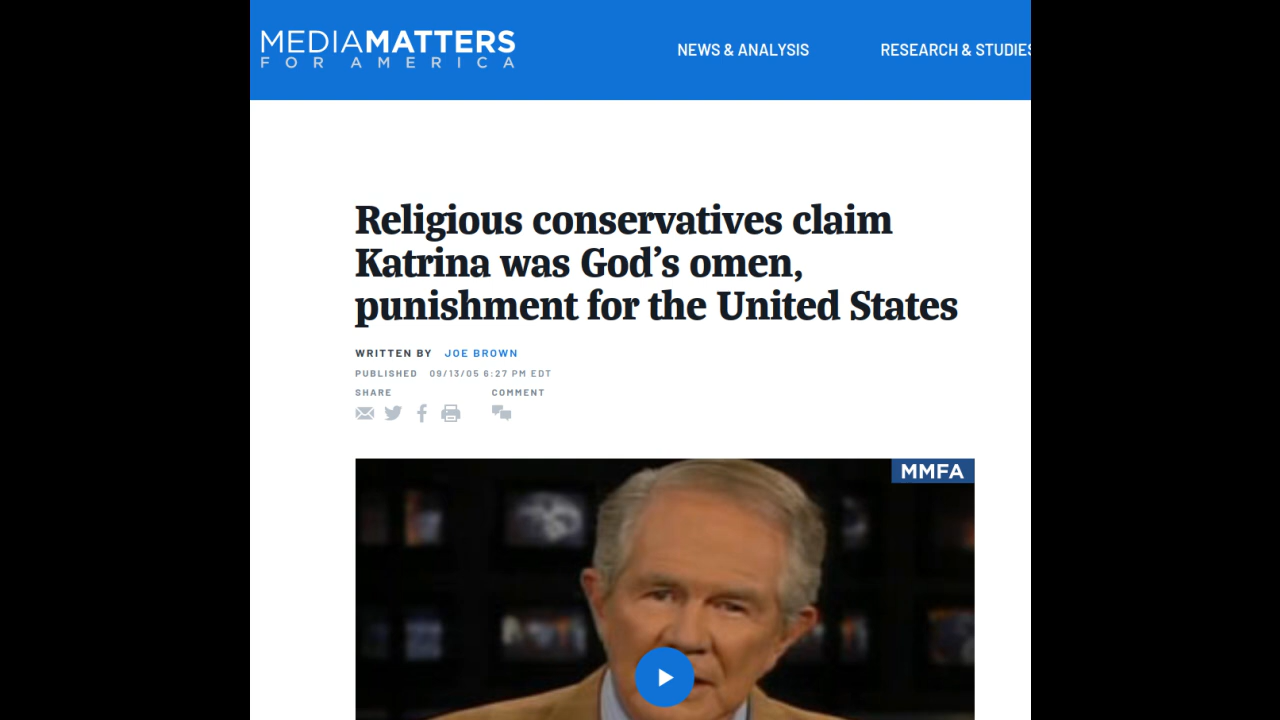 MEDIAMATTERS
FOR AMERICA
NEWS & ANALYSIS
RESEARCH & STUDIES
Religious conservatives claim
Katrina was God’s omen,
punishment for the United States
WRITTEN BY JOE BROWN
PUBLISHED 09/13/05 6:27 PM EDT
SHARE COMMENT
MMFA